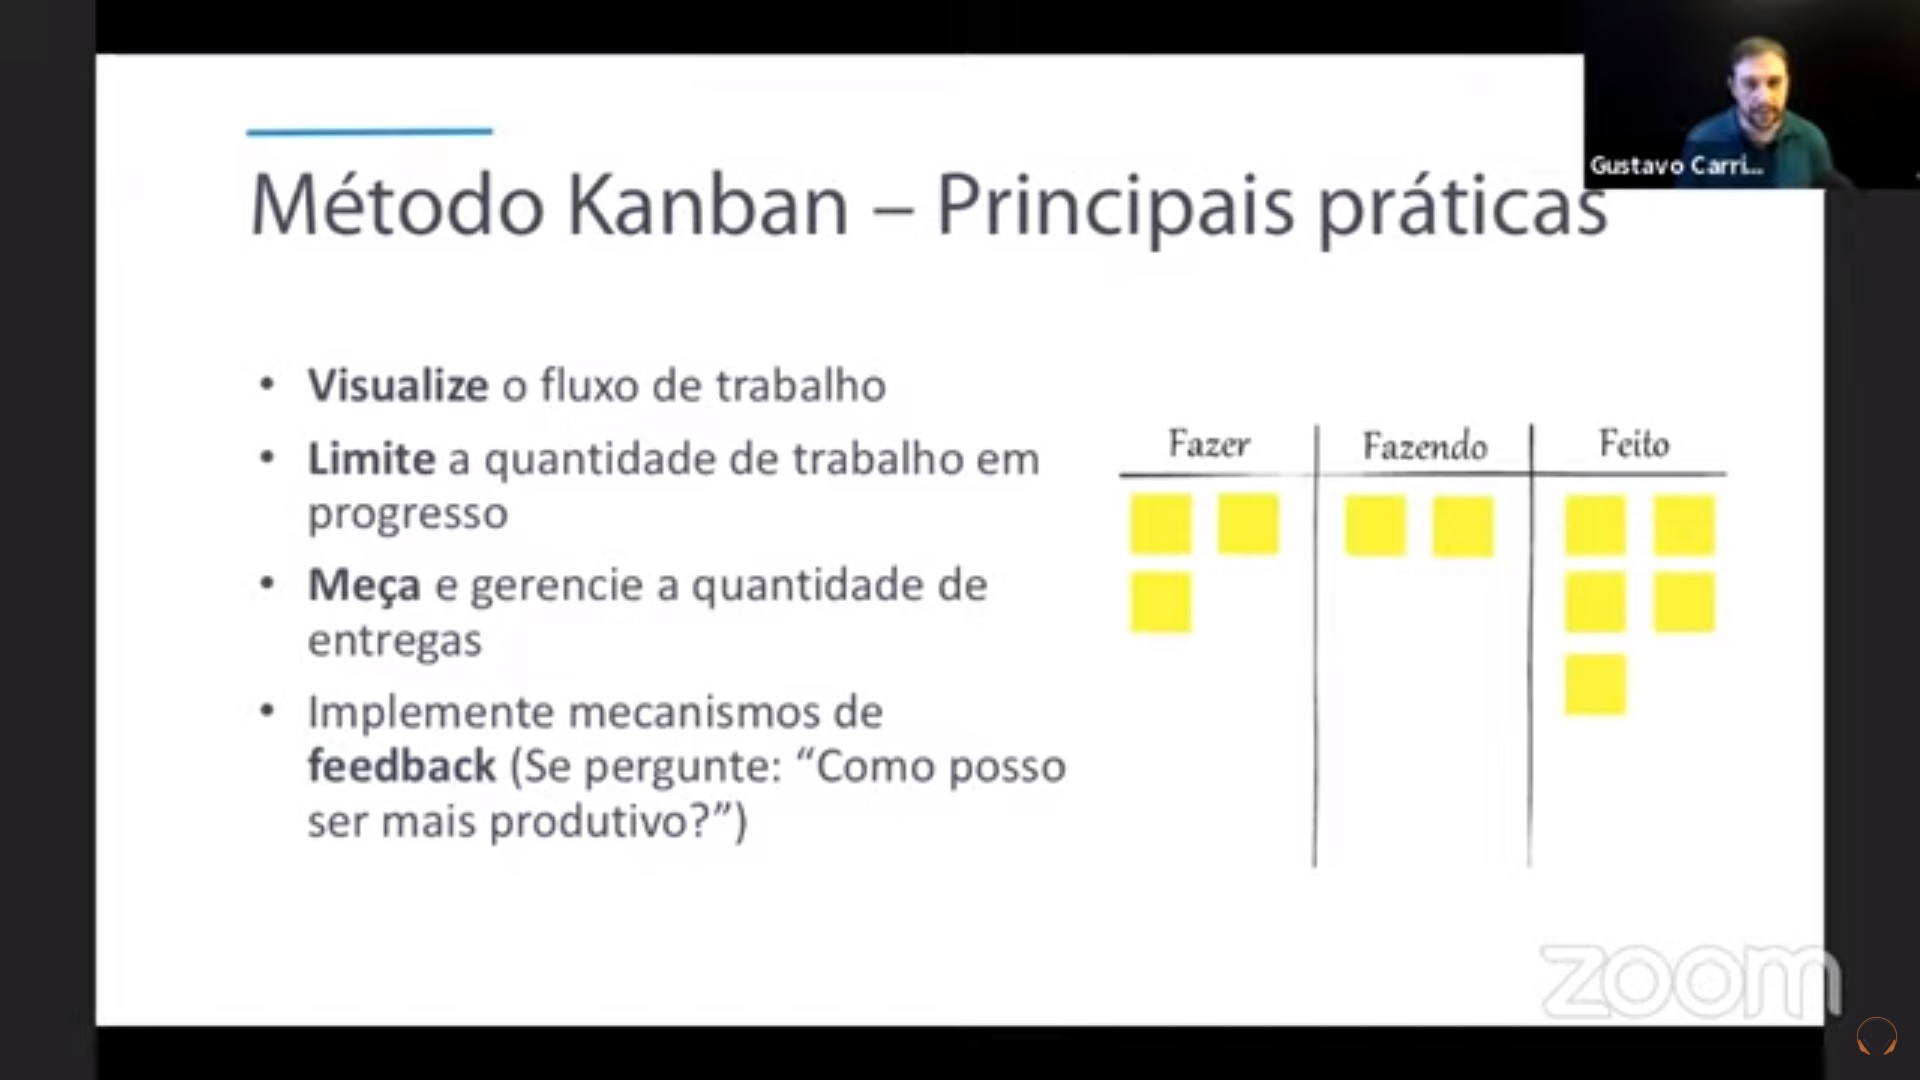 Gustavo Carri...
Método Kanban – Principais práticas
• Visualize o fluxo de trabalho
• Limite a quantidade de trabalho em
progresso
• Meça e gerencie a quantidade de
entregas
• Implemente mecanismos de
feedback (Se pergunte: “Como posso
ser mais produtivo?”)
Fazer Fazendo Feito
zoom